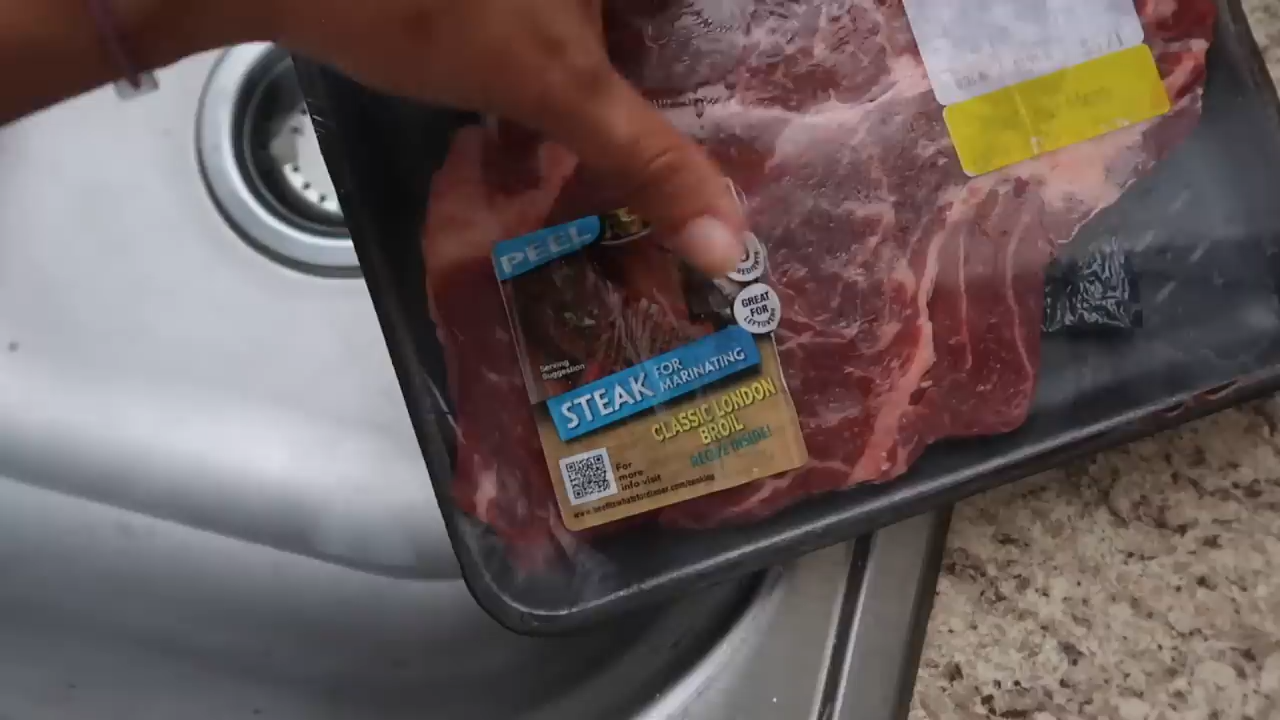 PEEL
GREAT
FOR
LEFTOVERS
Serving
Suggestion
STEAK FOR
MARINATING
CLASSIC LONDON
BROIL
RECIPE INSIDE!
For
more
info visit